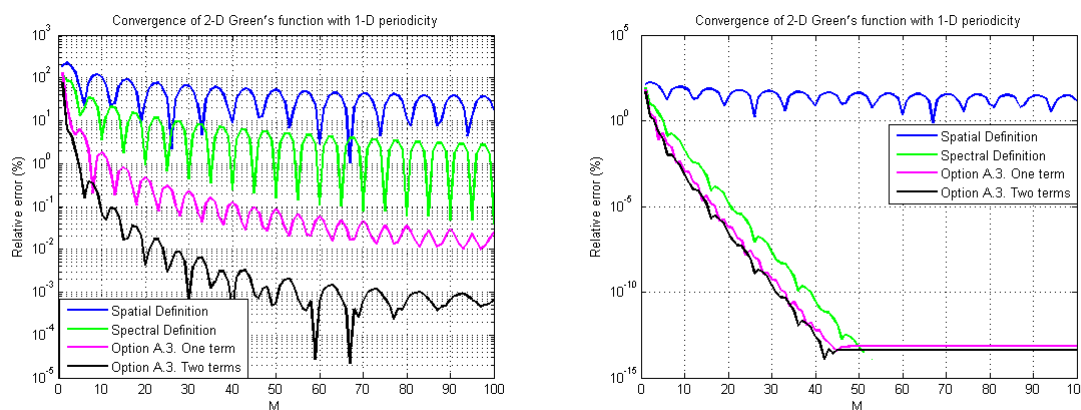 Convergence of 2-D Green's function with 1-D periodicity
10^3
10^2
10^1
10^0
10^-1
10^-2
10^-3
10^-4
10^-5
Relative error (%)
Spatial Definition
Spectral Definition
Option A.3. One term
Option A.3. Two terms
0 10 20 30 40 50 60 70 80 90 100
M
Convergence of 2-D Green's function with 1-D periodicity
10^5
10^0
10^-5
10^-10
10^-15
Relative error (%)
Spatial Definition
Spectral Definition
Option A.3. One term
Option A.3. Two terms
0 10 20 30 40 50 60 70 80 90 100
M